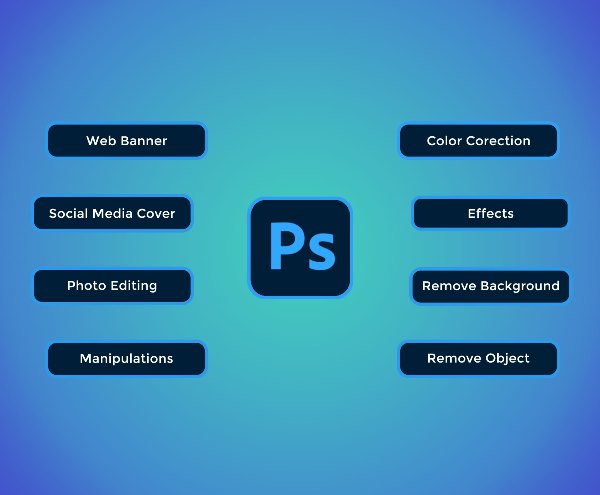 Web Banner
Social Media Cover
Photo Editing
Manipulations
Ps
Color Corection
Effects
Remove Background
Remove Object